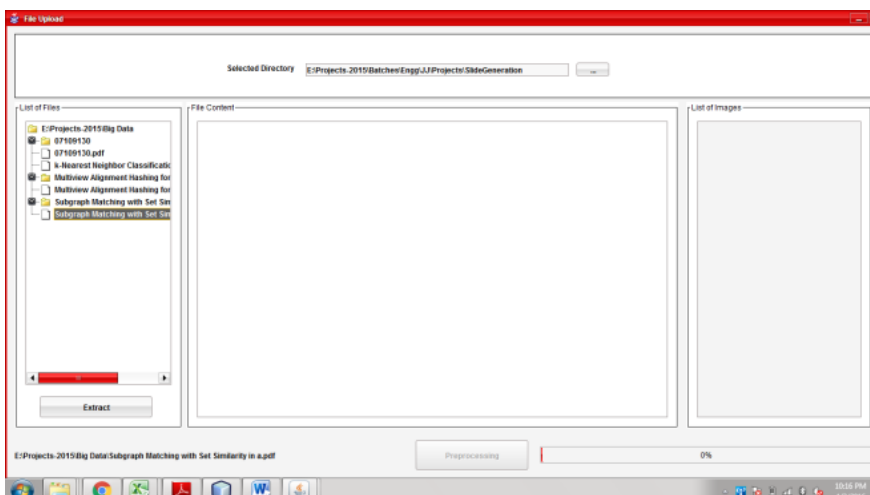 File Upload
Selected Directory E:\Projects-2015\Batches\Engg\JJ\Projects\SlideGeneration ...
List of Files
E:\Projects-2015\Big Data
07109130
07109130.pdf
k-Nearest Neighbor Classificatio
Multiview Alignment Hashing for
Multiview Alignment Hashing for
Subgraph Matching with Set Sim
Subgraph Matching with Set Sim
Extract
File Content
List of Images
E:\Projects-2015\Big Data\Subgraph Matching with Set Similarity in a.pdf
Preprocessing
0%
10:16 PM